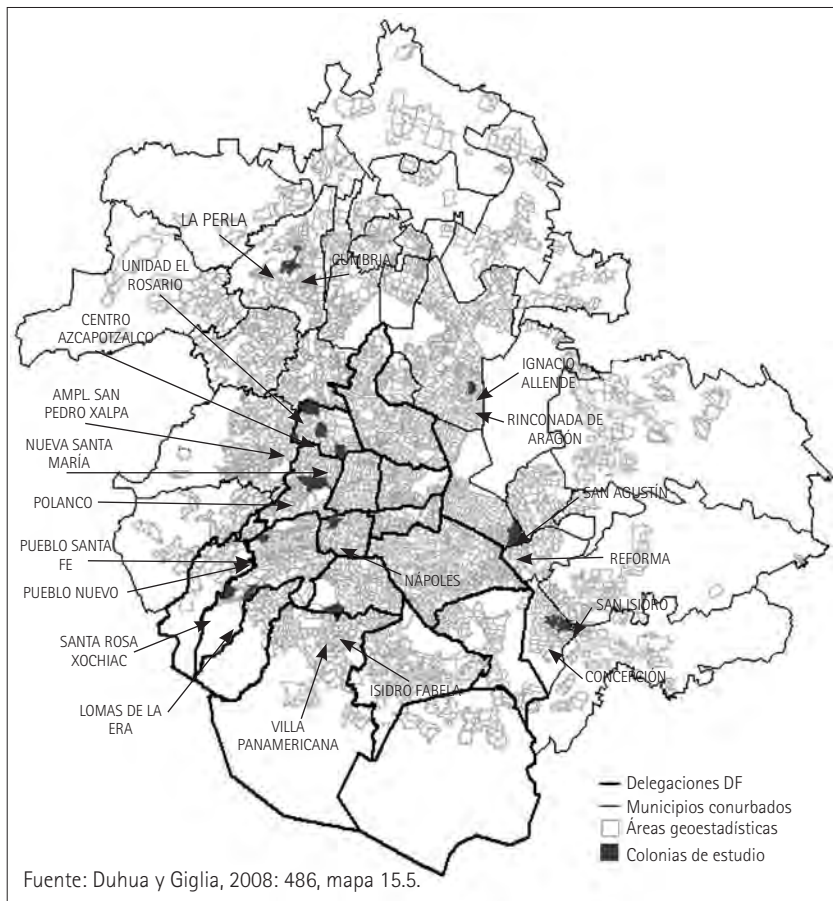 LA PERLA
CUMBRIA
UNIDAD EL
ROSARIO
CENTRO
AZCAPOTZALCO
AMPL. SAN
PEDRO XALPA
NUEVA SANTA
MARÍA
POLANCO
PUEBLO SANTA
FE
PUEBLO NUEVO
SANTA ROSA
XOCHIAC
LOMAS DE LA
ERA
VILLA
PANAMERICANA
ISIDRO FABELA
NÁPOLES
IGNACIO
ALLENDE
RINCONADA DE
ARAGÓN
SAN AGUSTÍN
REFORMA
SAN ISIDRO
CONCEPCIÓN
Delegaciones DF
Municipios conurbados
Áreas geoestadísticas
Colonias de estudio
Fuente: Duhua y Giglia, 2008: 486, mapa 15.5.